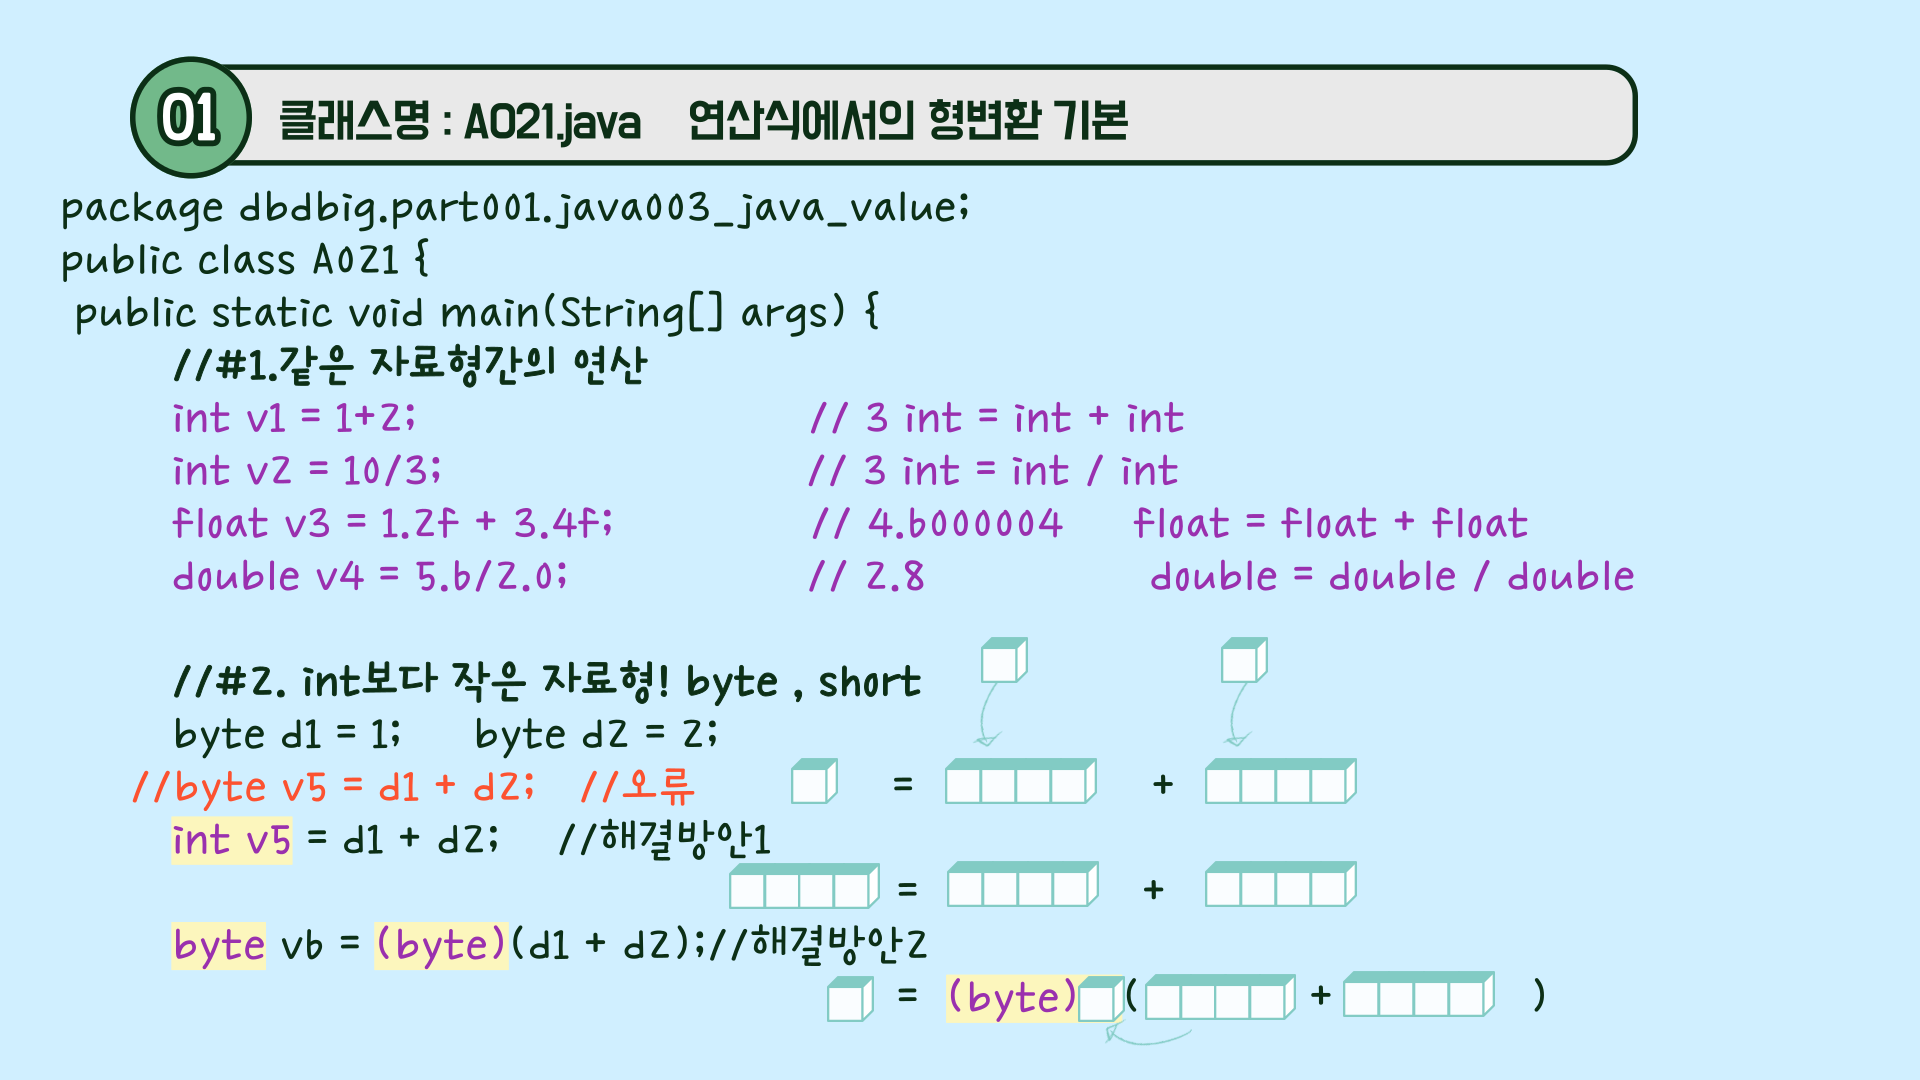 01
클래스명 : A021.java 연산식에서의 형변환 기본
package dbdbig.part001.java003_java_value;
public class A021 {
public static void main(String[] args) {
//#1.같은 자료형간의 연산
int v1 = 1+2; // 3 int = int + int
int v2 = 10/3; // 3 int = int / int
float v3 = 1.2f + 3.4f; // 4.6000004 float = float + float
double v4 = 5.6/2.0; // 2.8 double = double / double
//#2. int보다 작은 자료형! byte , short
byte d1 = 1; byte d2 = 2;
//byte v5 = d1 + d2; //오류 = +
int v5 = d1 + d2; //해결방안1
= +
byte v6 = (byte)(d1 + d2);//해결방안2
= (byte) ( + )